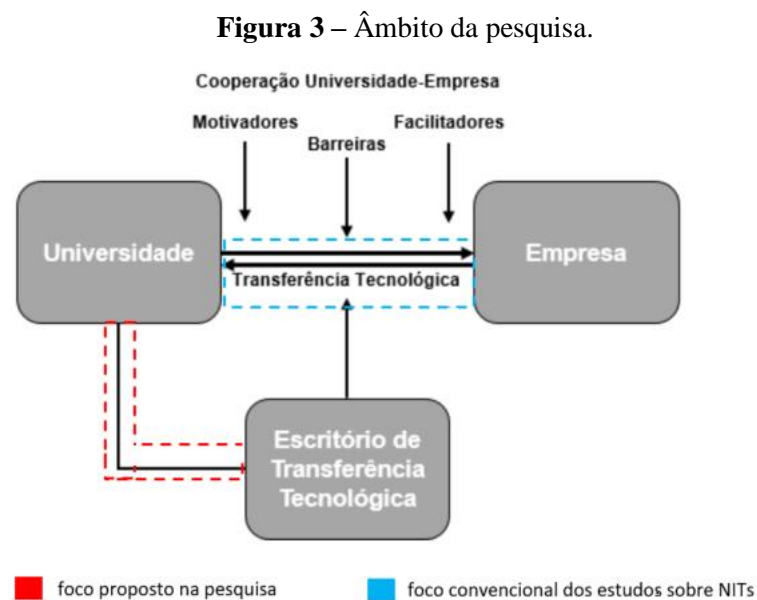 Figura 3 – Âmbito da pesquisa.
Cooperação Universidade-Empresa
Motivadores
Barreiras
Facilitadores
Universidade
Empresa
Transferência Tecnológica
Escritório de
Transferência
Tecnológica
foco proposto na pesquisa
foco convencional dos estudos sobre NITs